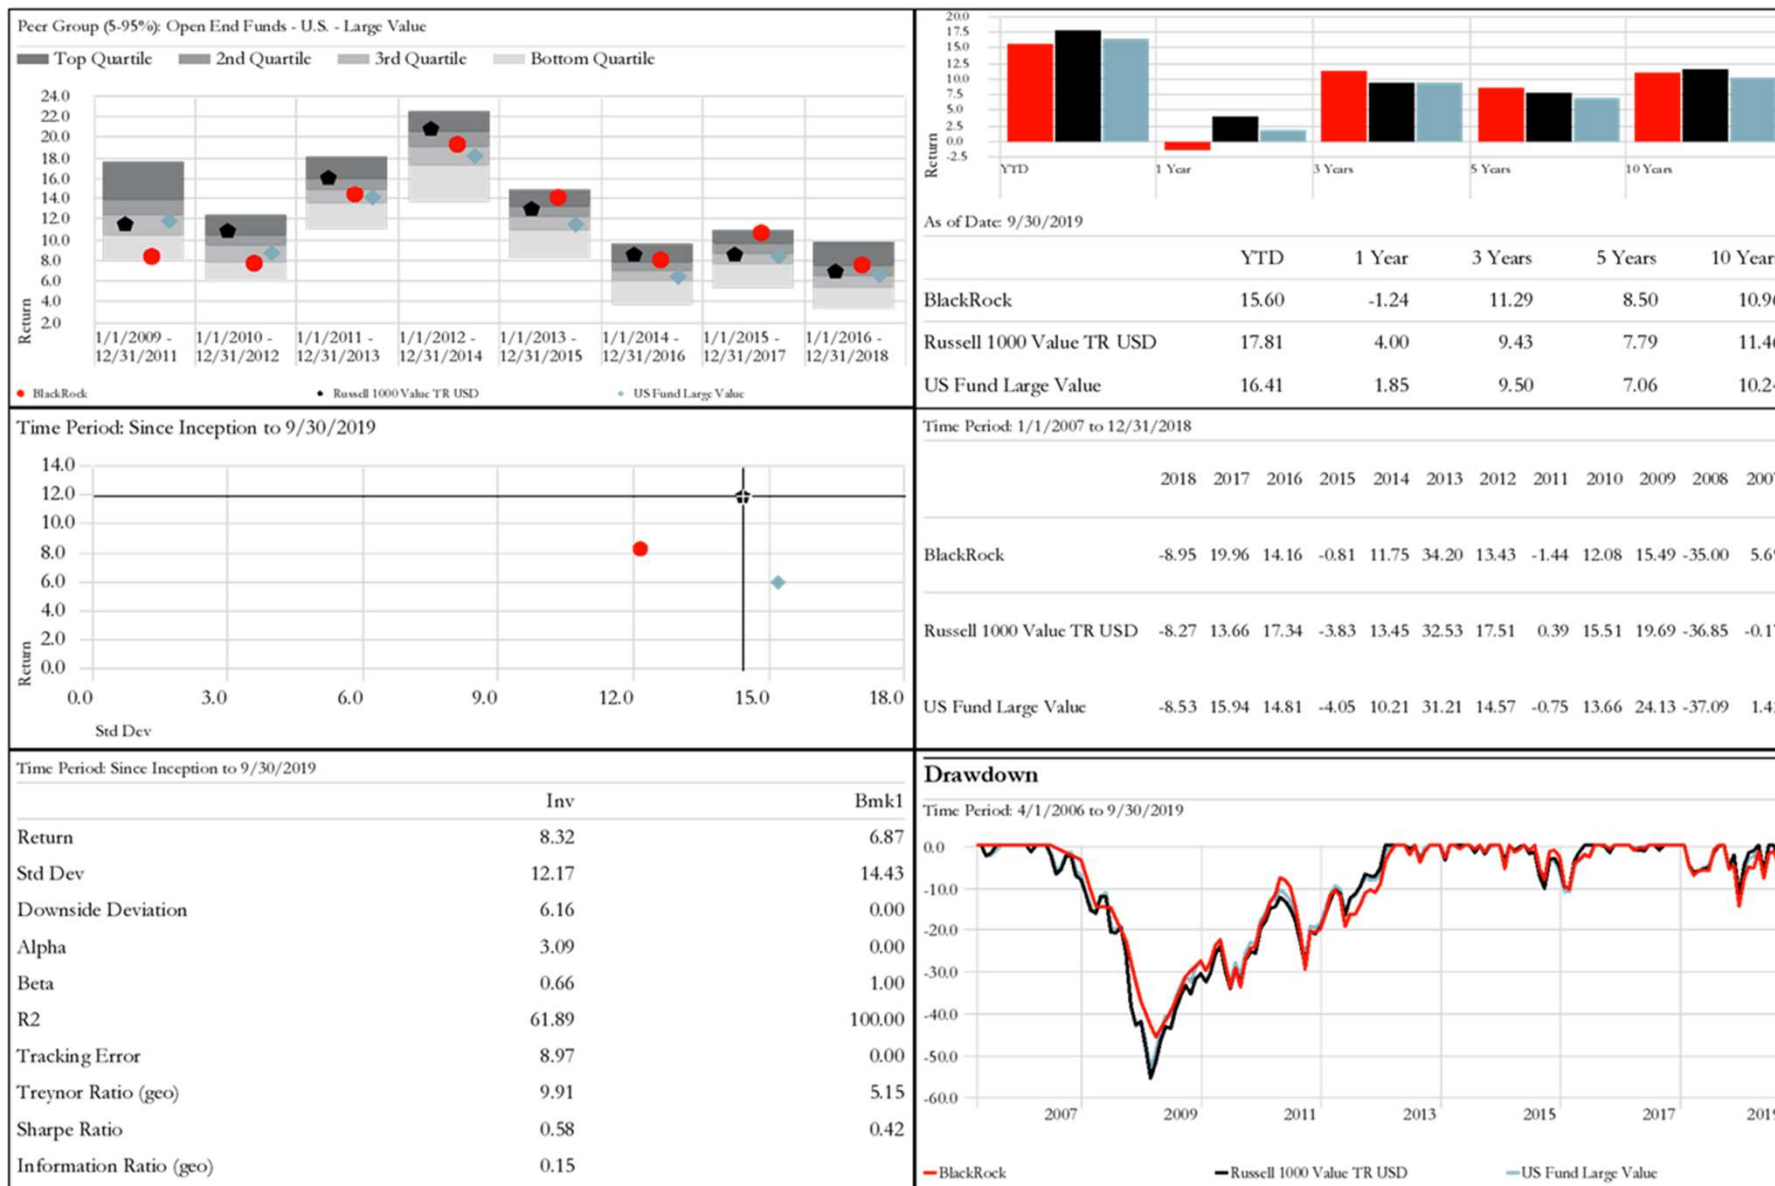 Peer Group (5-95%): Open End Funds - U.S. - Large Value
Top Quartile 2nd Quartile 3rd Quartile Bottom Quartile
24.0
22.0
20.0
18.0
16.0
14.0
12.0
10.0
8.0
6.0
4.0
2.0
Return
1/1/2009 - 1/1/2010 - 1/1/2011 - 1/1/2012 - 1/1/2013 - 1/1/2014 - 1/1/2015 - 1/1/2016 -
12/31/2011 12/31/2012 12/31/2013 12/31/2014 12/31/2015 12/31/2016 12/31/2017 12/31/2018
BlackRock Russell 1000 Value TR USD US Fund Large Value
20.0
17.5
15.0
12.5
10.0
7.5
5.0
2.5
0.0
-2.5
Return
YTD 1 Year 3 Years 5 Years 10 Years
As of Date: 9/30/2019
YTD 1 Year 3 Years 5 Years 10 Years
BlackRock 15.60 -1.24 11.29 8.50 10.96
Russell 1000 Value TR USD 17.81 4.00 9.43 7.79 11.46
US Fund Large Value 16.41 1.85 9.50 7.06 10.24
Time Period: Since Inception to 9/30/2019
14.0
12.0
10.0
8.0
6.0
4.0
2.0
0.0
Return
0.0 3.0 6.0 9.0 12.0 15.0 18.0
Std Dev
Time Period: 1/1/2007 to 12/31/2018
2018 2017 2016 2015 2014 2013 2012 2011 2010 2009 2008 2007
BlackRock -8.95 19.96 14.16 -0.81 11.75 34.20 13.43 -1.44 12.08 15.49 -35.00
Russell 1000 Value TR USD -8.27 13.66 17.34 -3.83 13.45 32.53 17.51 0.39 15.51 19.69 -36.85
US Fund Large Value -8.53 15.94 14.81 -4.05 10.21 31.21 14.57 -0.75 13.66 24.13 -37.09
Time Period: Since Inception to 9/30/2019
Inv Bmk1
Return 8.32 6.87
Std Dev 12.17 14.43
Downside Deviation 6.16 0.00
Alpha 3.09 0.00
Beta 0.66 1.00
R2 61.89 100.00
Tracking Error 8.97 0.00
Treynor Ratio (geo) 9.91 5.15
Sharpe Ratio 0.58 0.42
Information Ratio (geo) 0.15
Drawdown
Time Period: 4/1/2006 to 9/30/2019
0.0
-10.0
-20.0
-30.0
-40.0
-50.0
-60.0
2007 2009 2011 2013 2015 2017 2019
BlackRock Russell 1000 Value TR USD US Fund Large Value